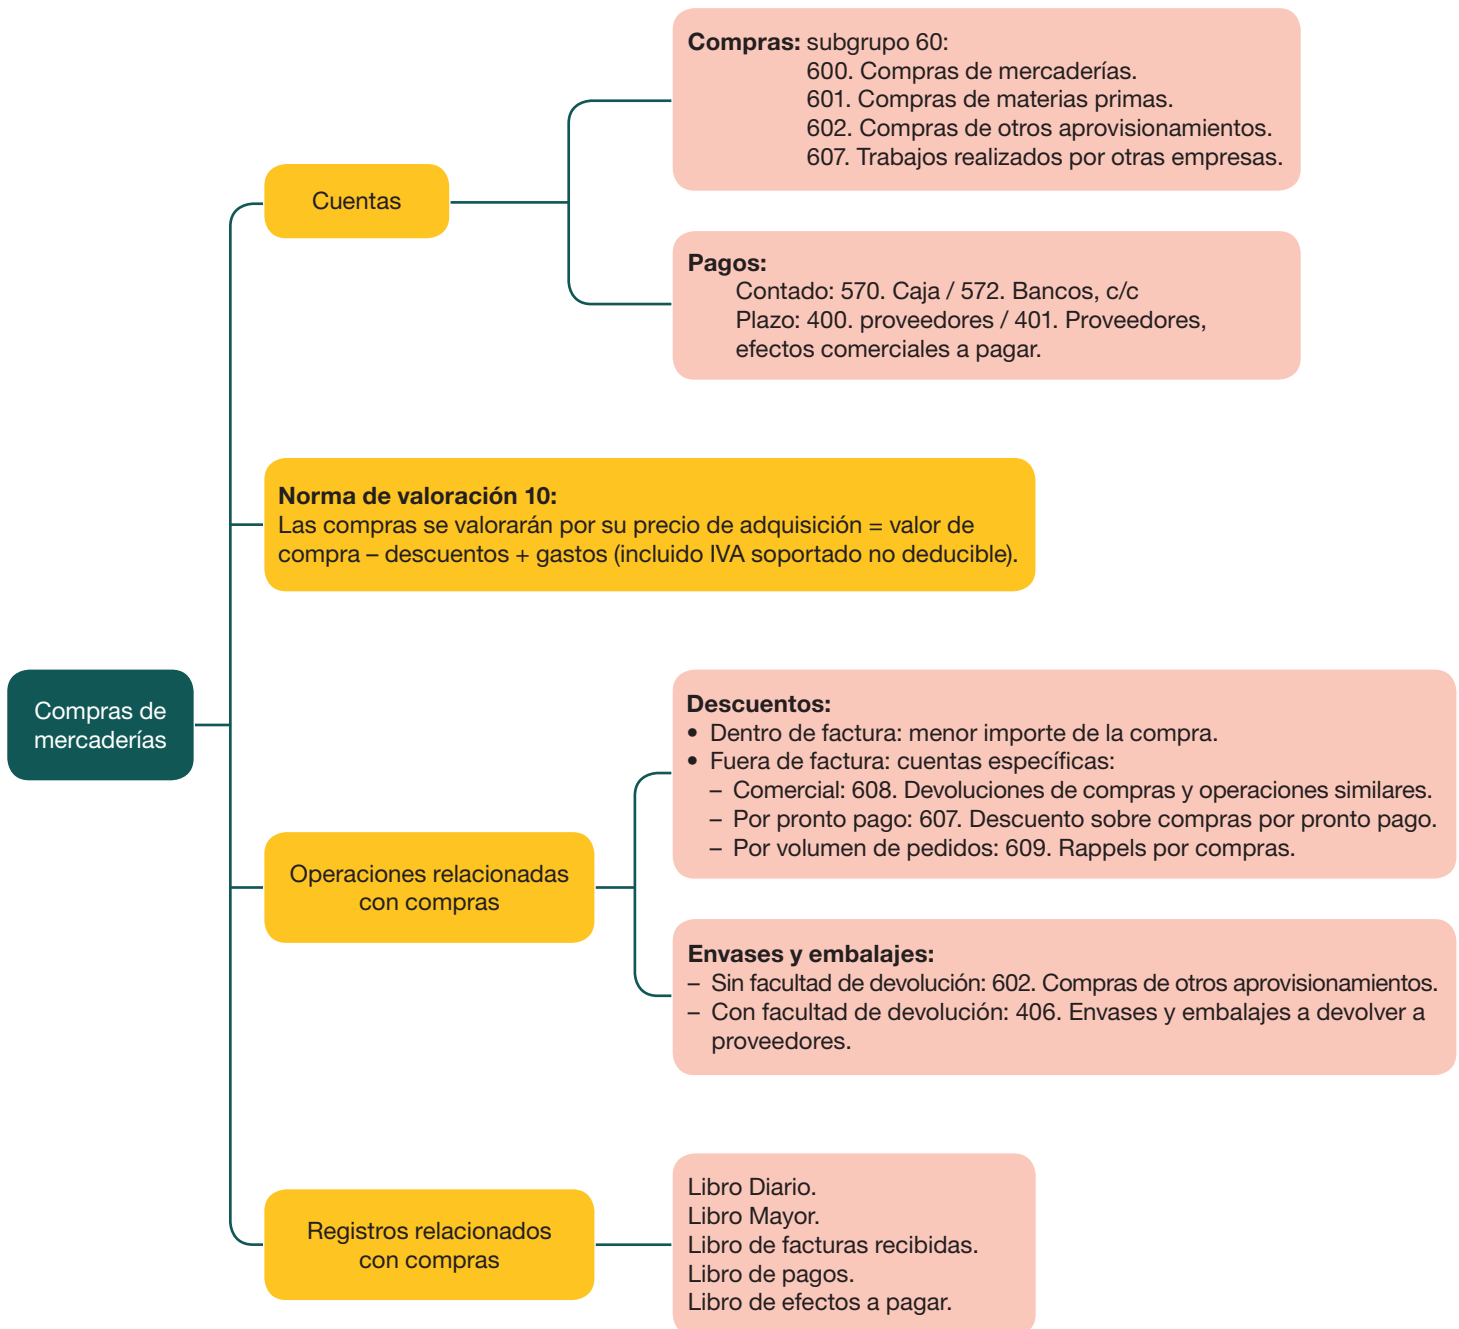 Compras: subgrupo 60:
600. Compras de mercaderías.
601. Compras de materias primas.
602. Compras de otros aprovisionamientos.
607. Trabajos realizados por otras empresas.
Cuentas
Pagos:
Contado: 570. Caja / 572. Bancos, c/c
Plazo: 400. proveedores / 401. Proveedores,
efectos comerciales a pagar.
Norma de valoración 10:
Las compras se valorarán por su precio de adquisición = valor de
compra – descuentos + gastos (incluido IVA soportado no deducible).
Compras de
mercaderías
Descuentos:
• Dentro de factura: menor importe de la compra.
• Fuera de factura: cuentas específicas:
– Comercial: 608. Devoluciones de compras y operaciones similares.
– Por pronto pago: 607. Descuento sobre compras por pronto pago.
– Por volumen de pedidos: 609. Rappels por compras.
Operaciones relacionadas
con compras
Envases y embalajes:
– Sin facultad de devolución: 602. Compras de otros aprovisionamientos.
– Con facultad de devolución: 406. Envases y embalajes a devolver a
proveedores.
Registros relacionados
con compras
Libro Diario.
Libro Mayor.
Libro de facturas recibidas.
Libro de pagos.
Libro de efectos a pagar.